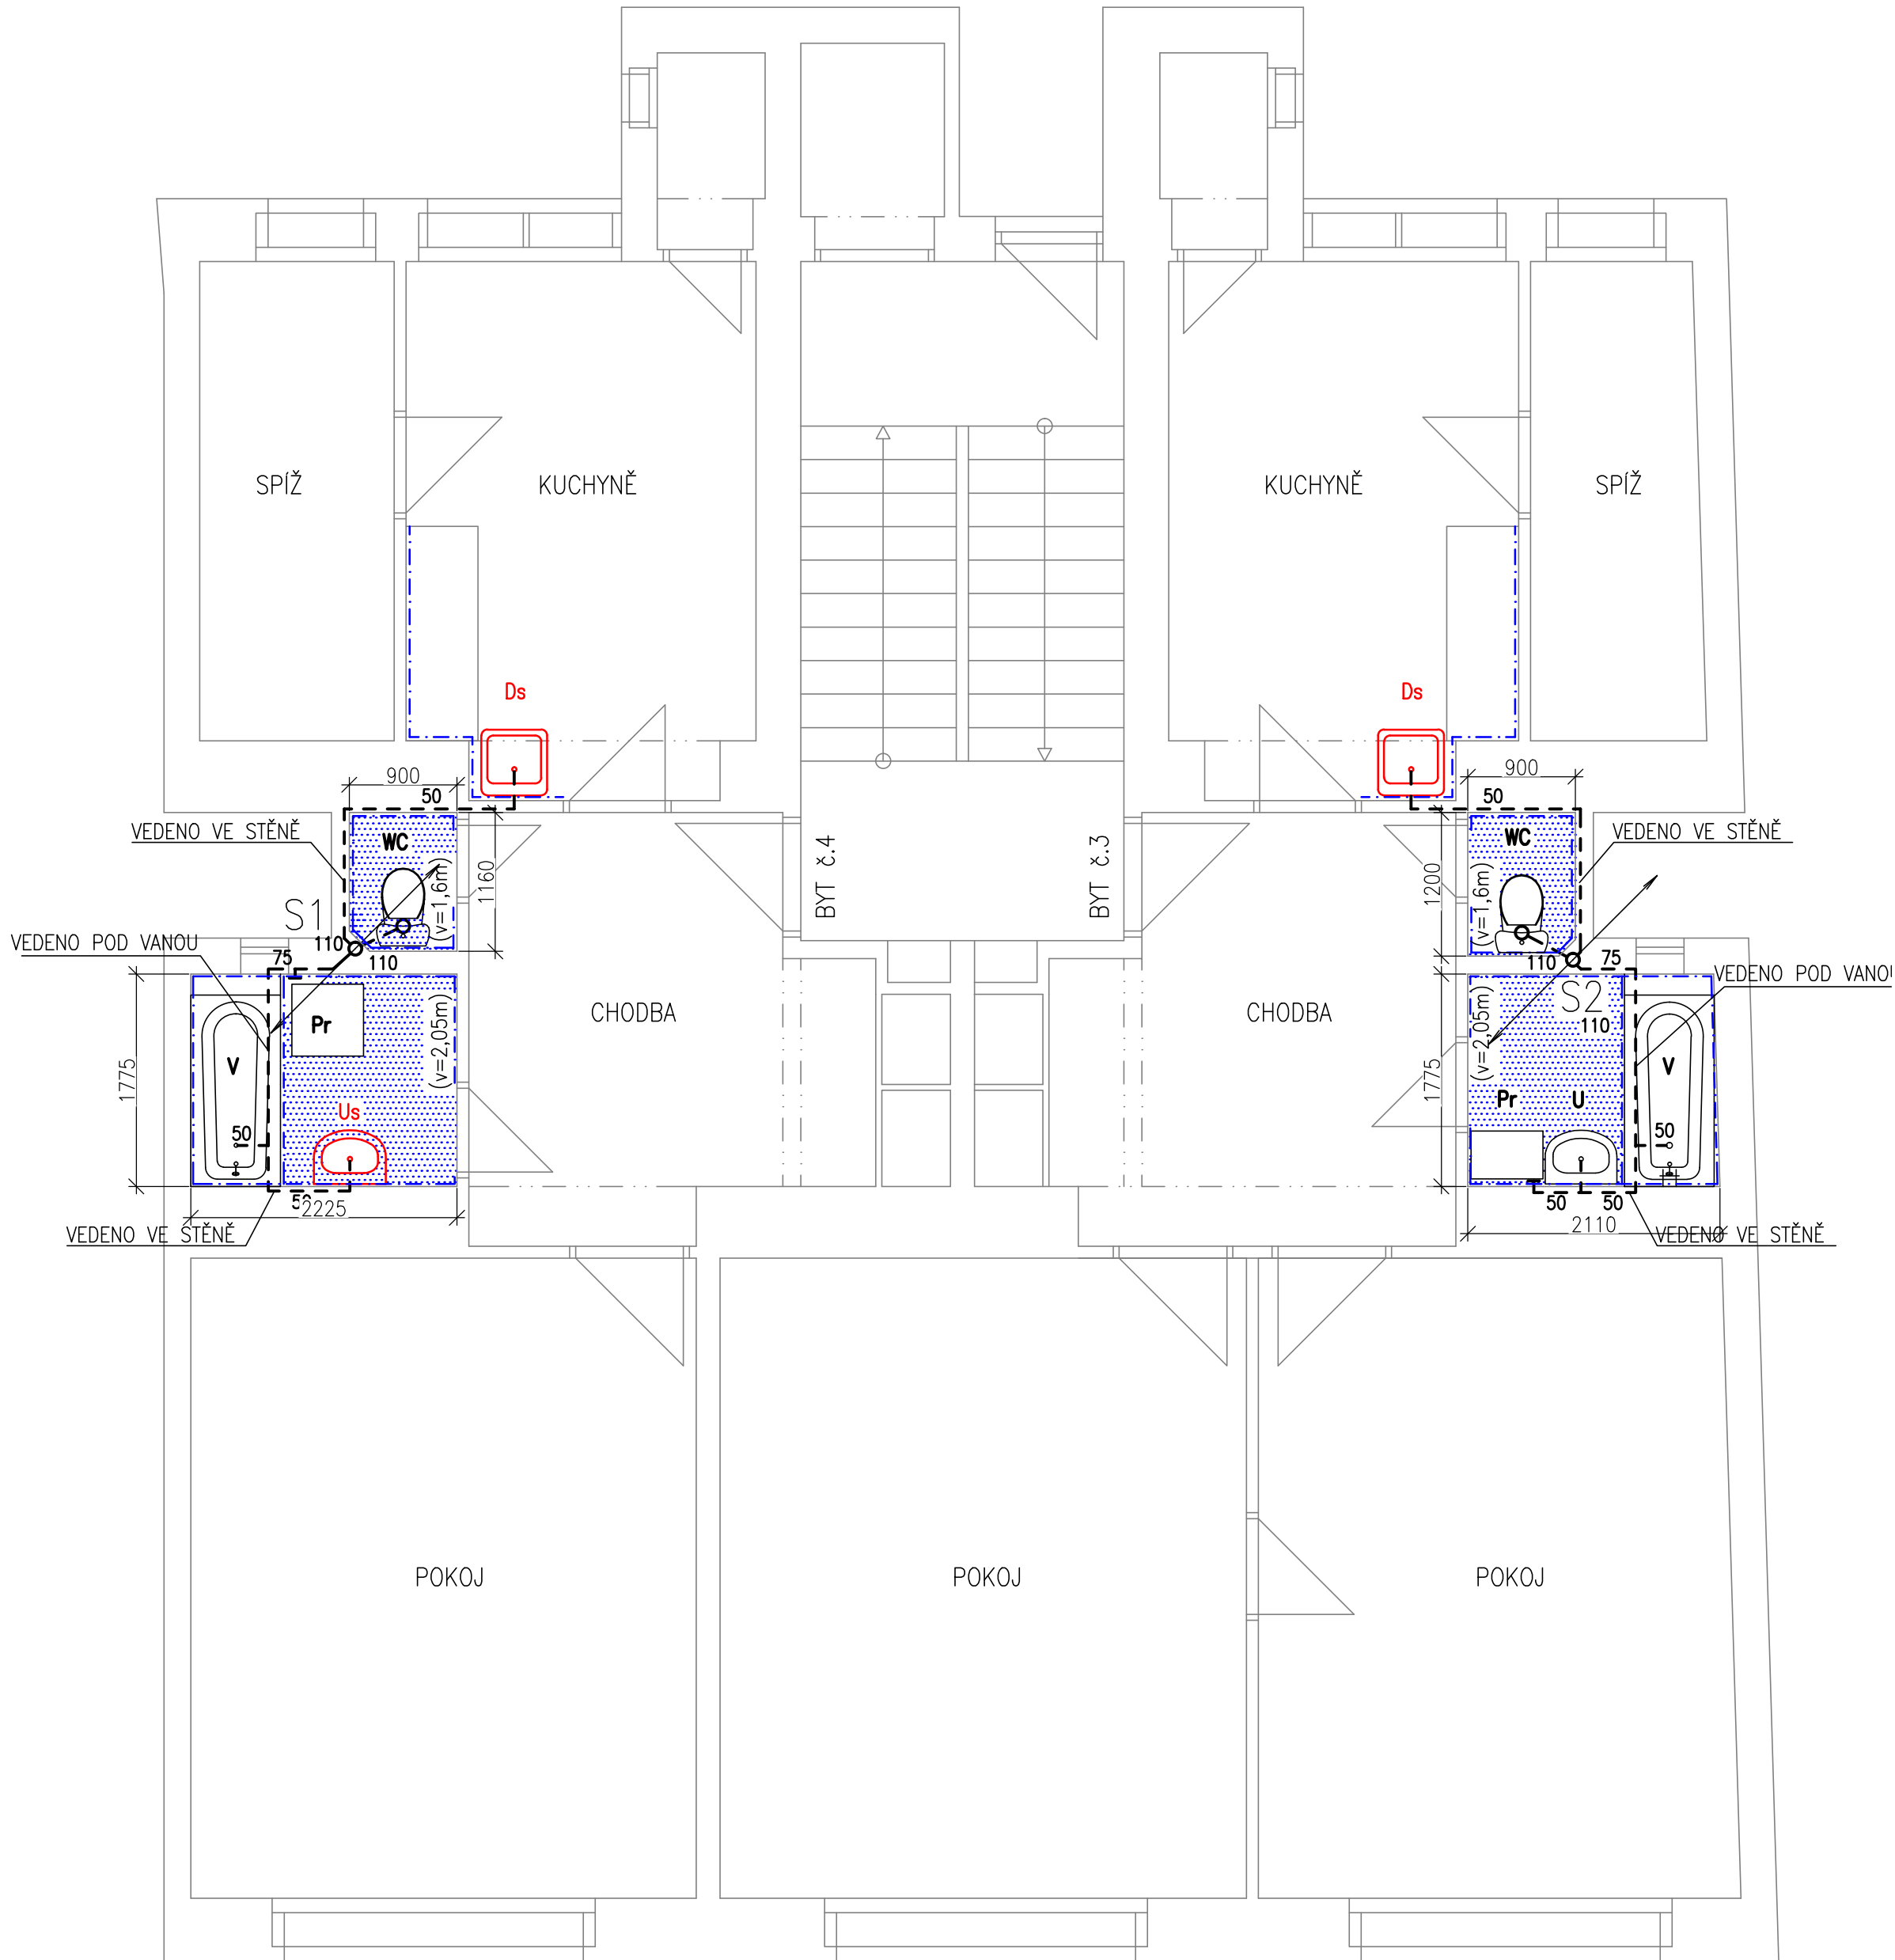 SPÍŽ
KUCHYNĚ
KUCHYNĚ
SPÍŽ
Ds
Ds
900
50
900
50
VEDENO VE STĚNĚ
WC
(v=1,6m)
1160
BYT č.4
BYT č.3
1200
(v=1,6m)
WC
VEDENO VE STĚNĚ
S1
110
VEDENO POD VANOU
75
110
110
75
VEDENO POD VANOU
S2
110
CHODBA
CHODBA
Pr
(v=2,05m)
(v=2,05m)
1775
V
Us
50
1775
Pr
U
V
50
2225
VEDENO VE STĚNĚ
50
50
2110
VEDENO VE STĚNĚ
POKOJ
POKOJ
POKOJ